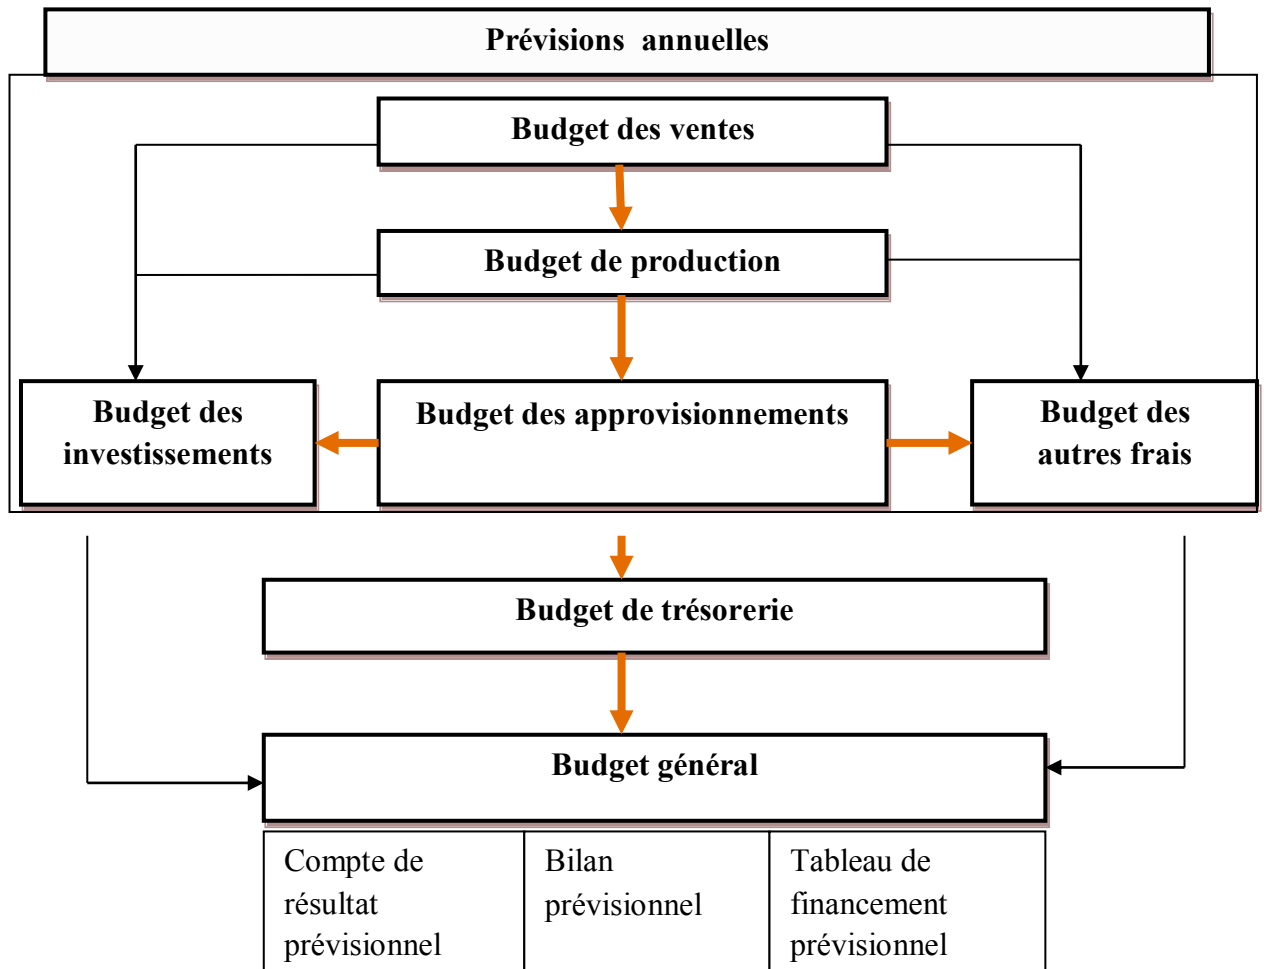 Prévisions  annuelles
Budget des ventes
Budget de production
Budget des
investissements
Budget des approvisionnements
Budget des
autres frais
Budget de trésorerie
Budget général
Compte de
résultat
prévisionnel
Bilan
prévisionnel
Tableau de
financement
prévisionnel